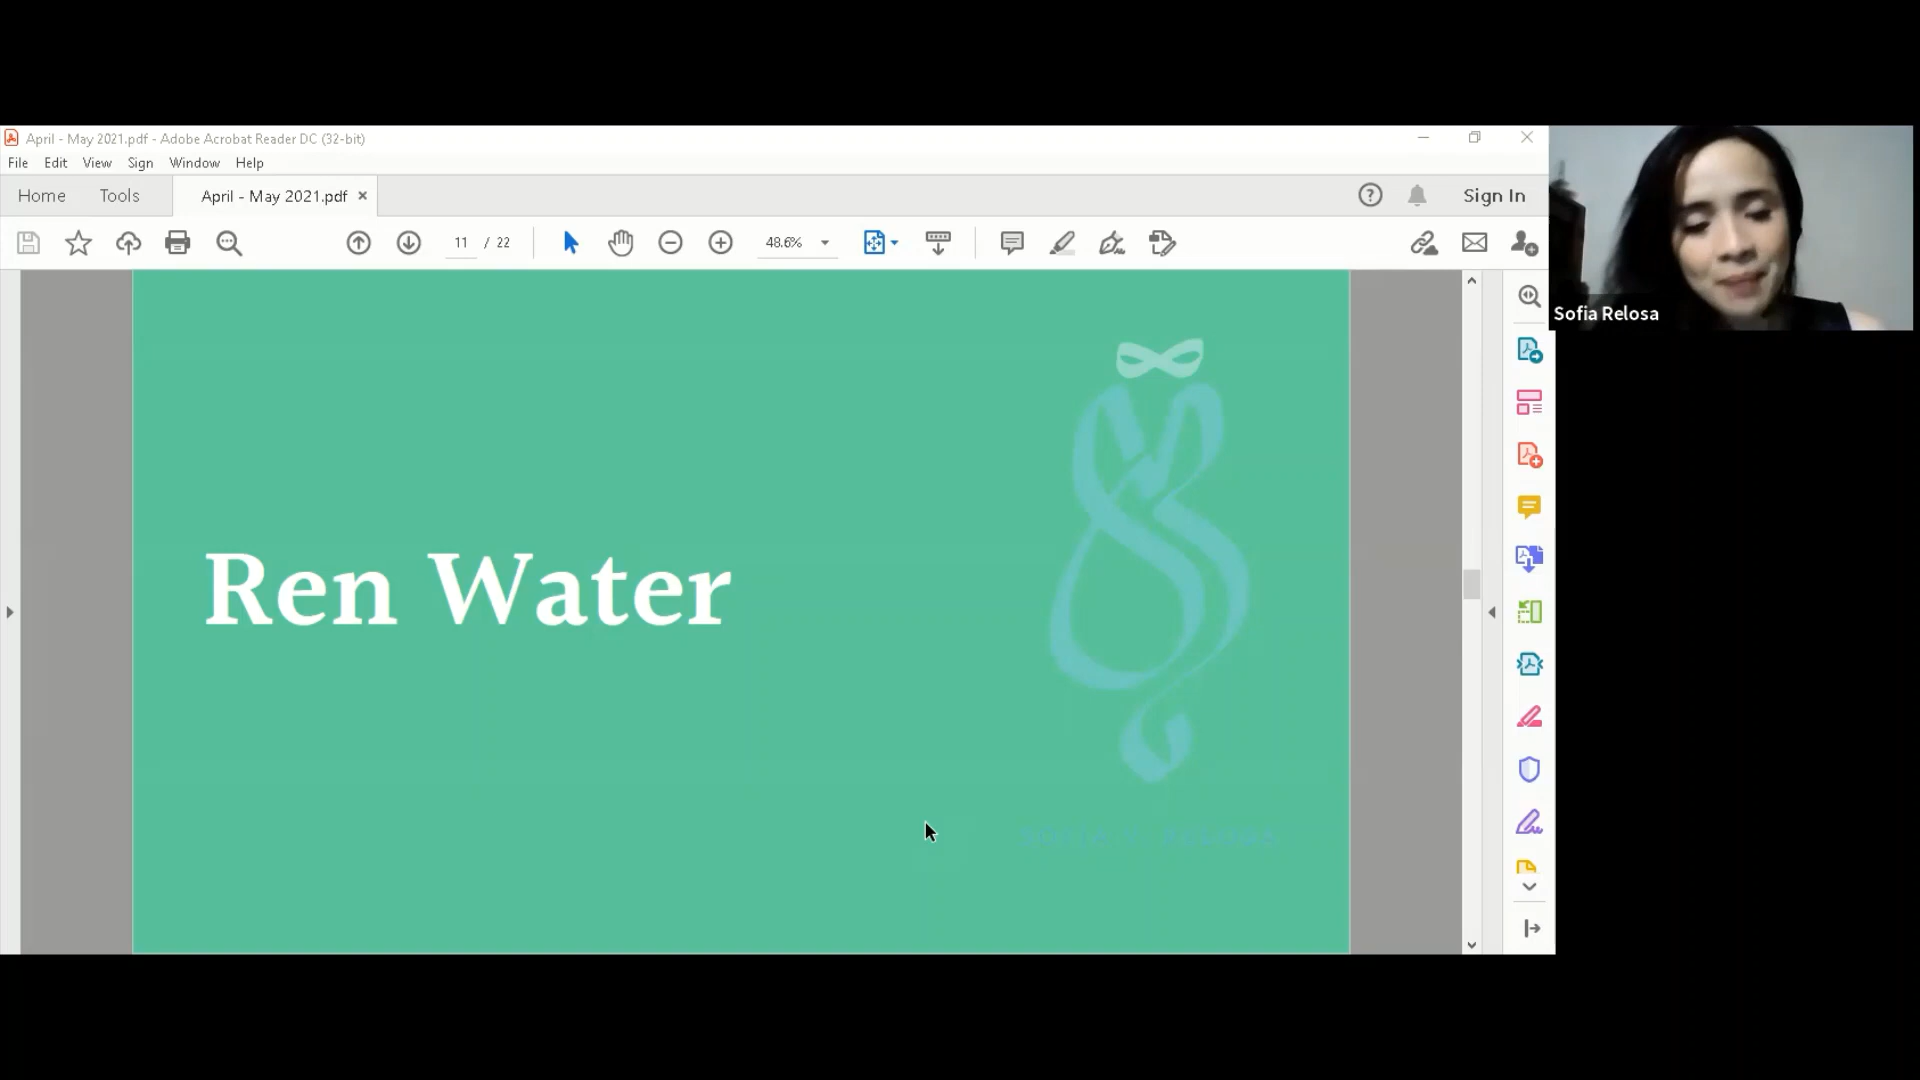 April - May 2021.pdf - Adobe Acrobat Reader DC (32-bit)
File Edit View Sign Window Help
Home Tools April - May 2021.pdf × Sign In
11 / 22 48.6%
Sofia Relosa
Ren Water